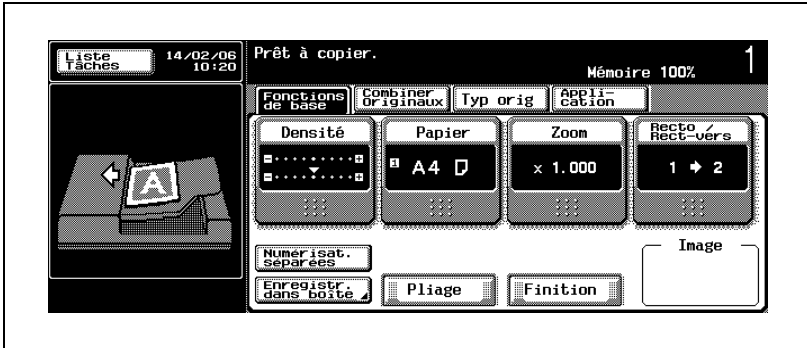 Liste
Tâches
14/02/06
10:20
Prêt à copier.
Mémoire 100%
1
Fonctions
de base
Combiner
Originaux
Typ orig
Appli-
cation
Densité
Papier
Zoom
Recto /
Rect-vers
1 A4
x 1.000
1 → 2
A
Numérisat.
séparées
Enregistr.
dans boîte
Pliage
Finition
Image